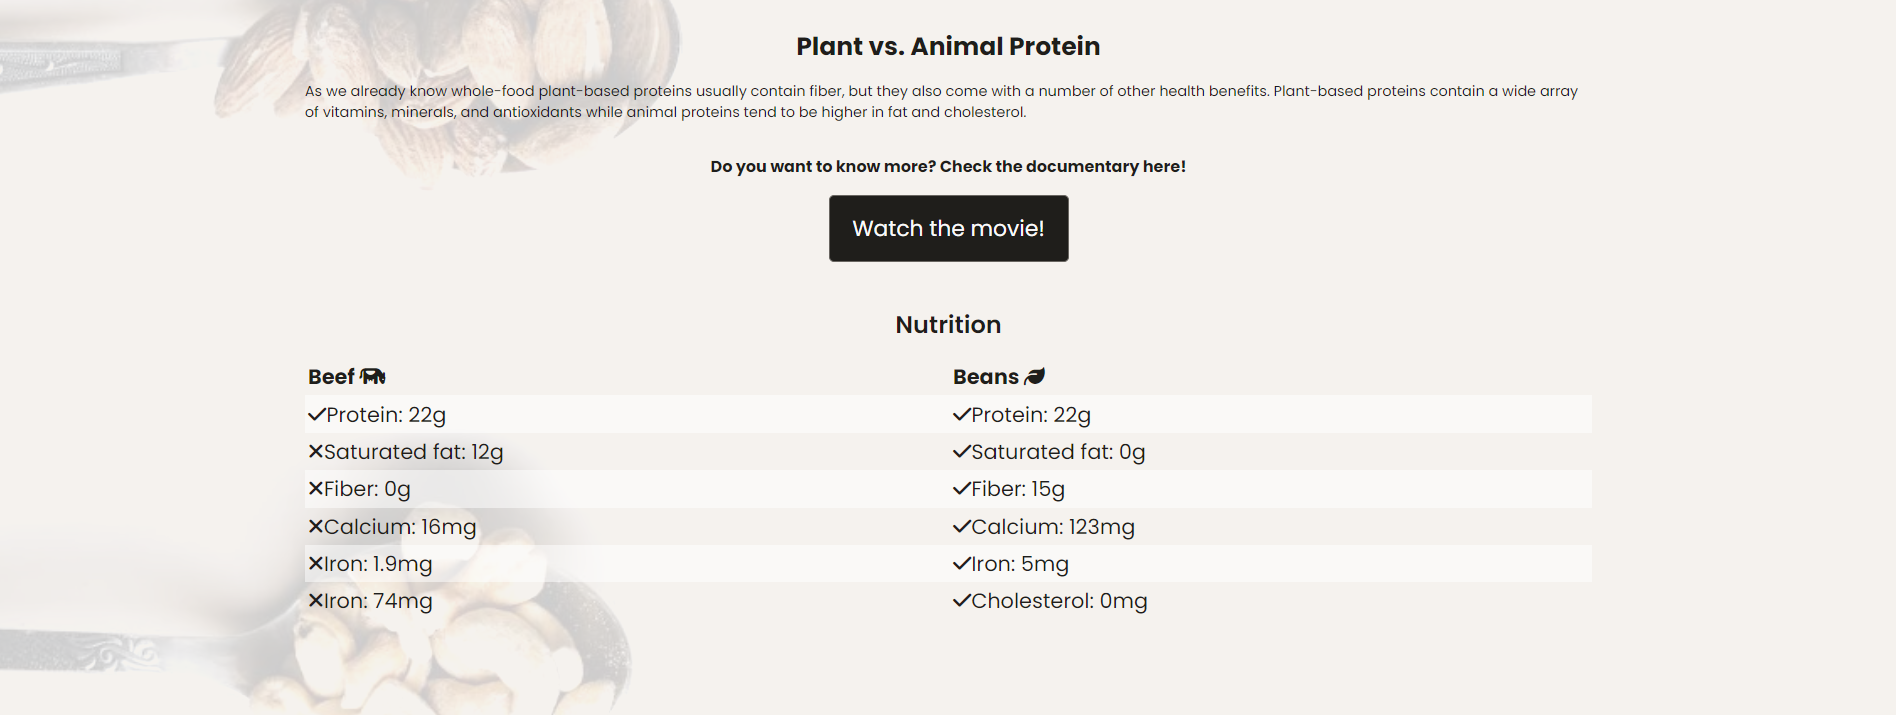 Plant vs. Animal Protein
As we already know whole-food plant-based proteins usually contain fiber, but they also come with a number of other health benefits. Plant-based proteins contain a wide array
of vitamins, minerals, and antioxidants while animal proteins tend to be higher in fat and cholesterol.
Do you want to know more? Check the documentary here!
Watch the movie!
Nutrition
Beef Beans
Protein: 22g Protein: 22g
Saturated fat: 12g Saturated fat: 0g
Fiber: 0g Fiber: 15g
Calcium: 16mg Calcium: 123mg
Iron: 1.9mg Iron: 5mg
Iron: 74mg Cholesterol: 0mg